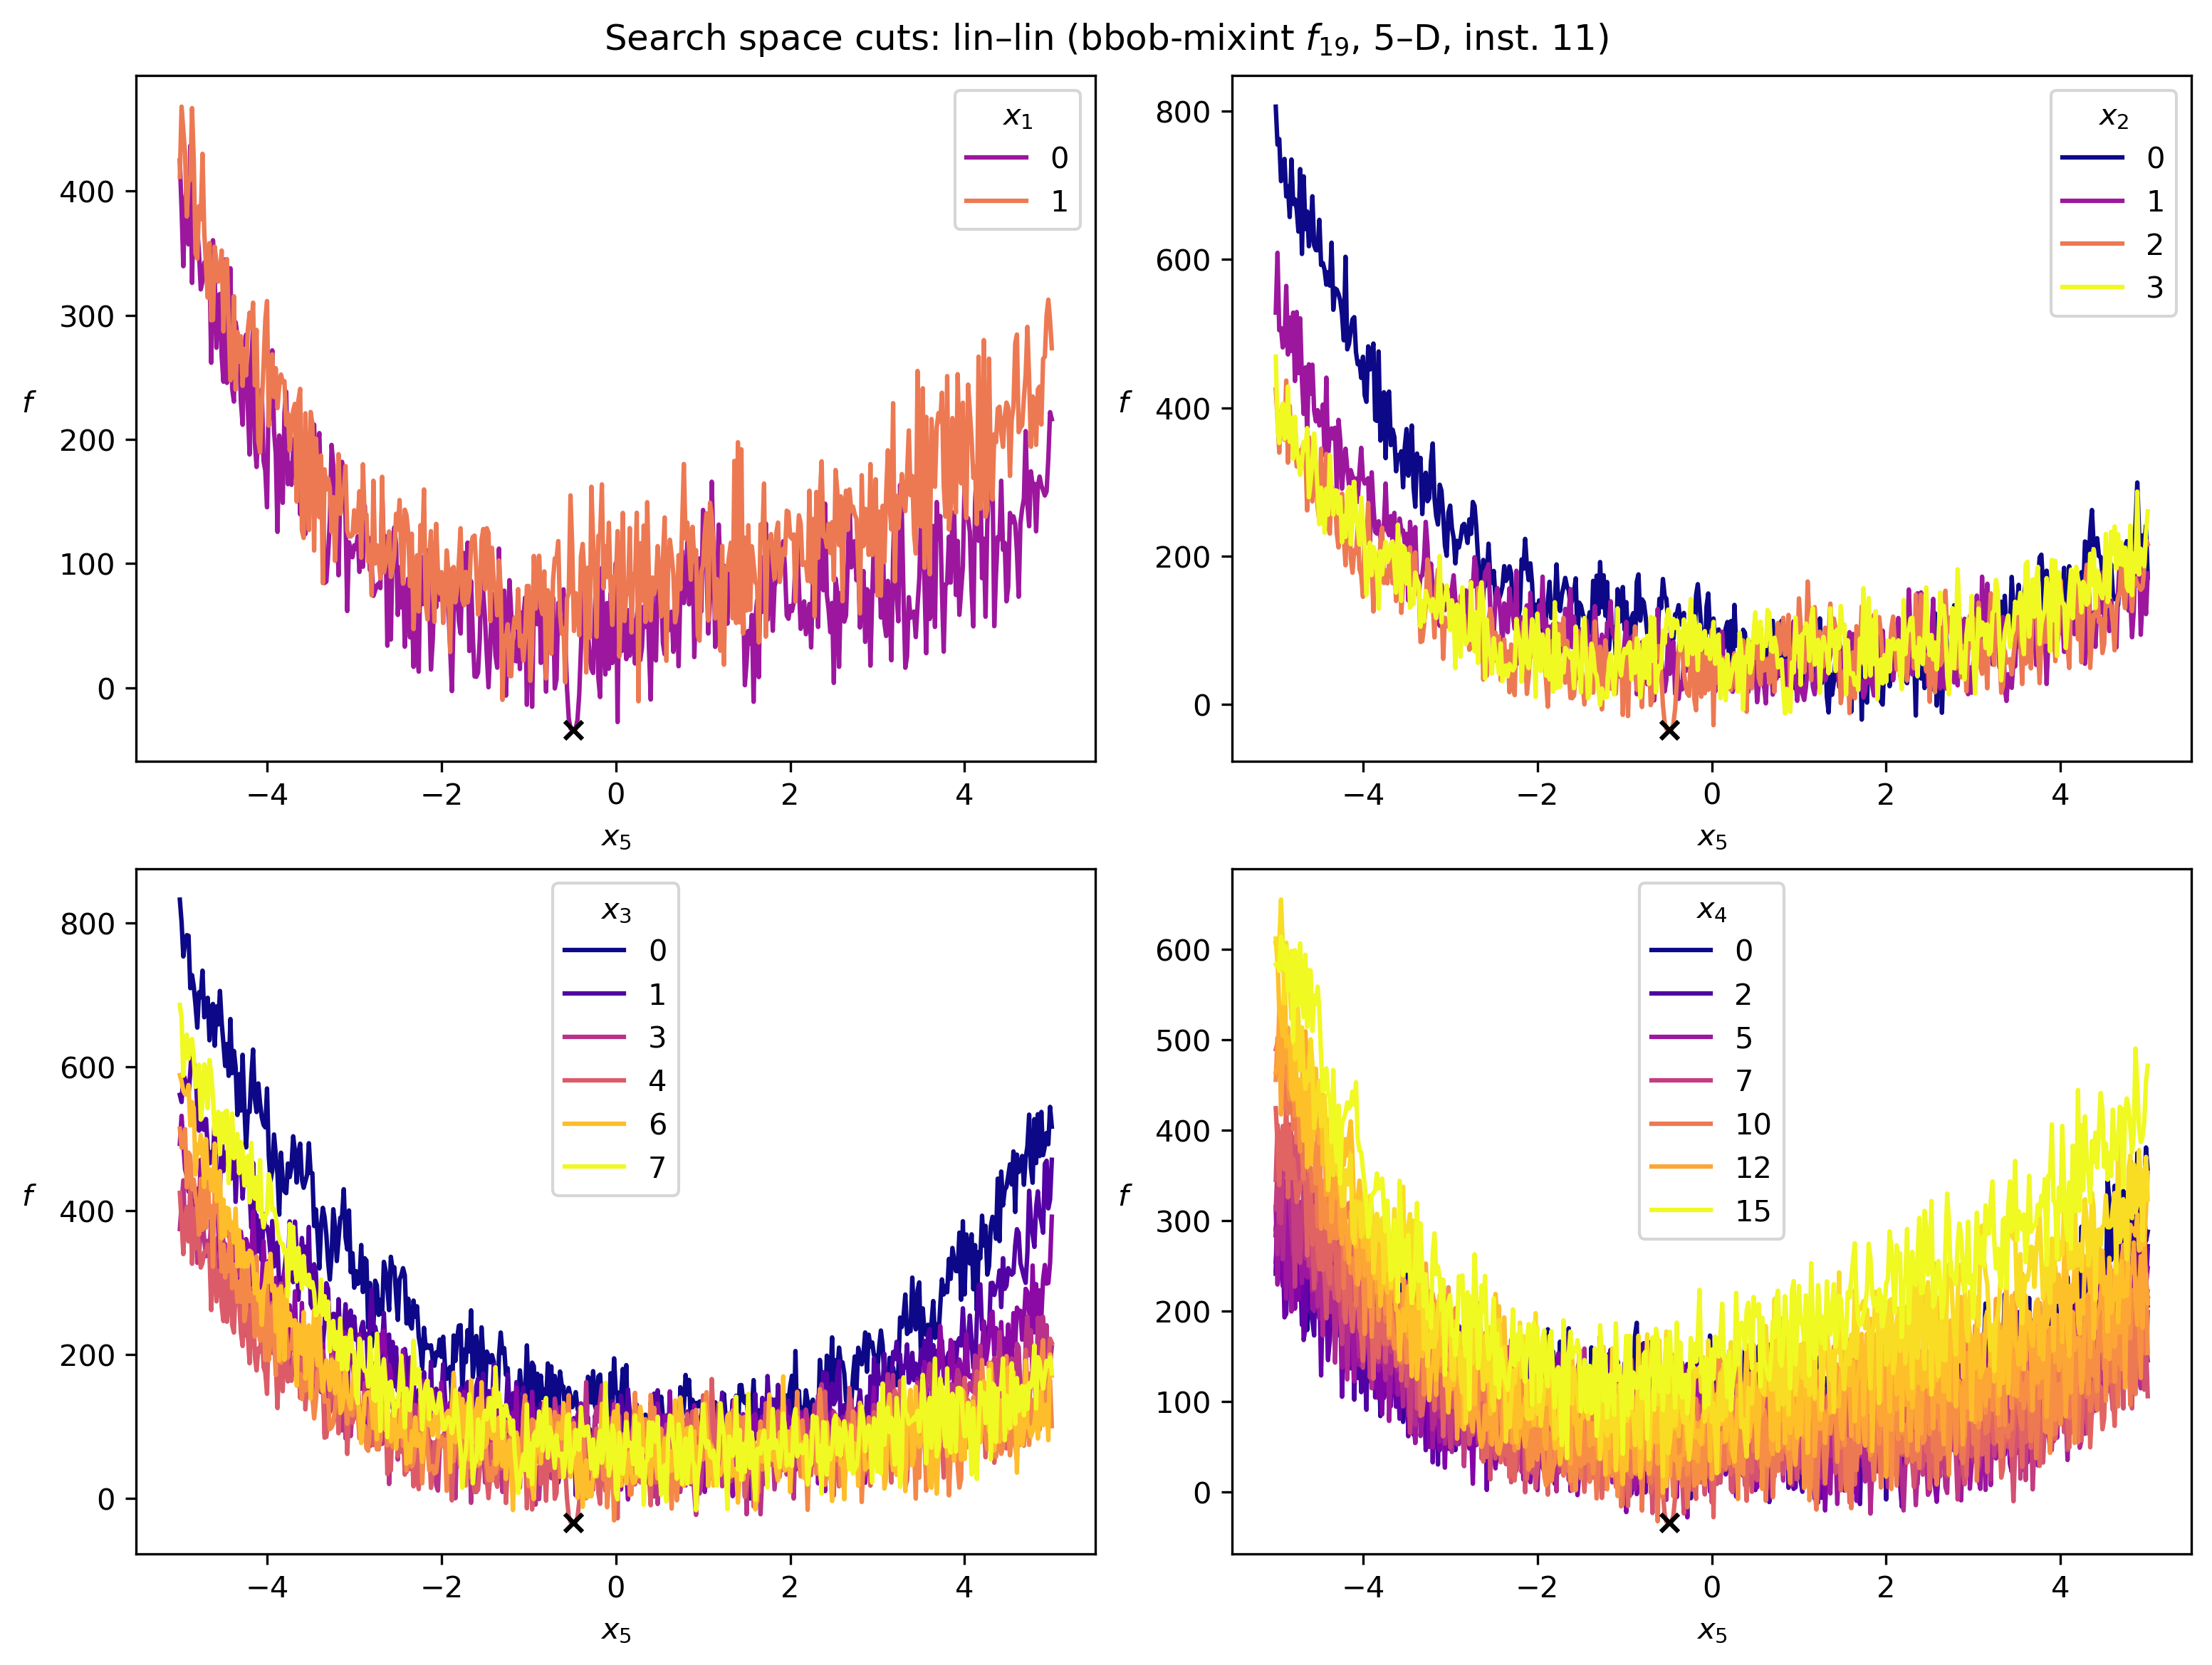 Search space cuts: lin–lin (bbob-mixint f₁₉, 5–D, inst. 11)
x₁
0
1
400
300
200
100
0
f
−4 −2 0 2 4
x₅
x₂
0
1
2
3
800
600
400
200
0
f
−4 −2 0 2 4
x₅
x₃
0
1
3
4
6
7
800
600
400
200
0
f
−4 −2 0 2 4
x₅
x₄
0
2
5
7
10
12
15
600
500
400
300
200
100
0
f
−4 −2 0 2 4
x₅